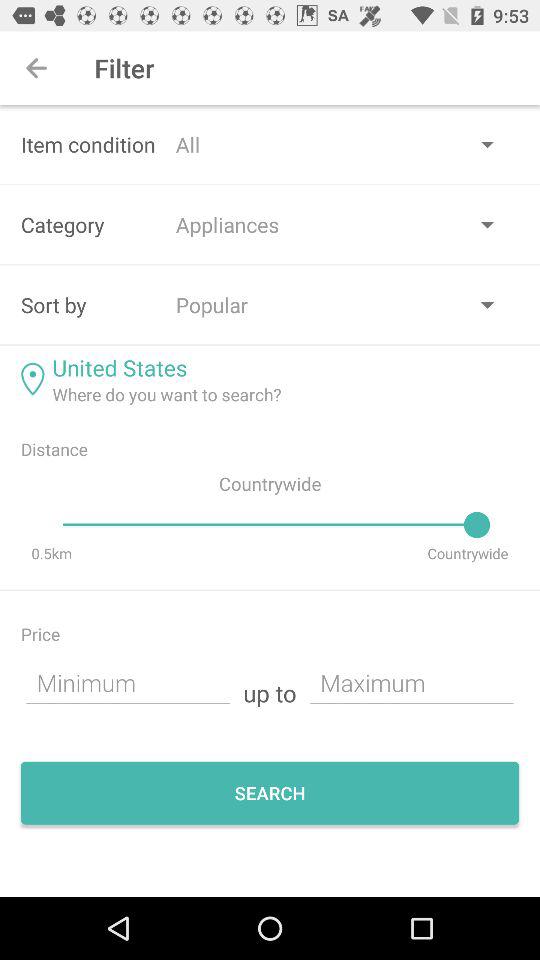 SA FAKE 9:53
Filter
Item condition All
Category Appliances
Sort by Popular
United States
Where do you want to search?
Distance
Countrywide
0.5km Countrywide
Price
Minimum up to Maximum
SEARCH